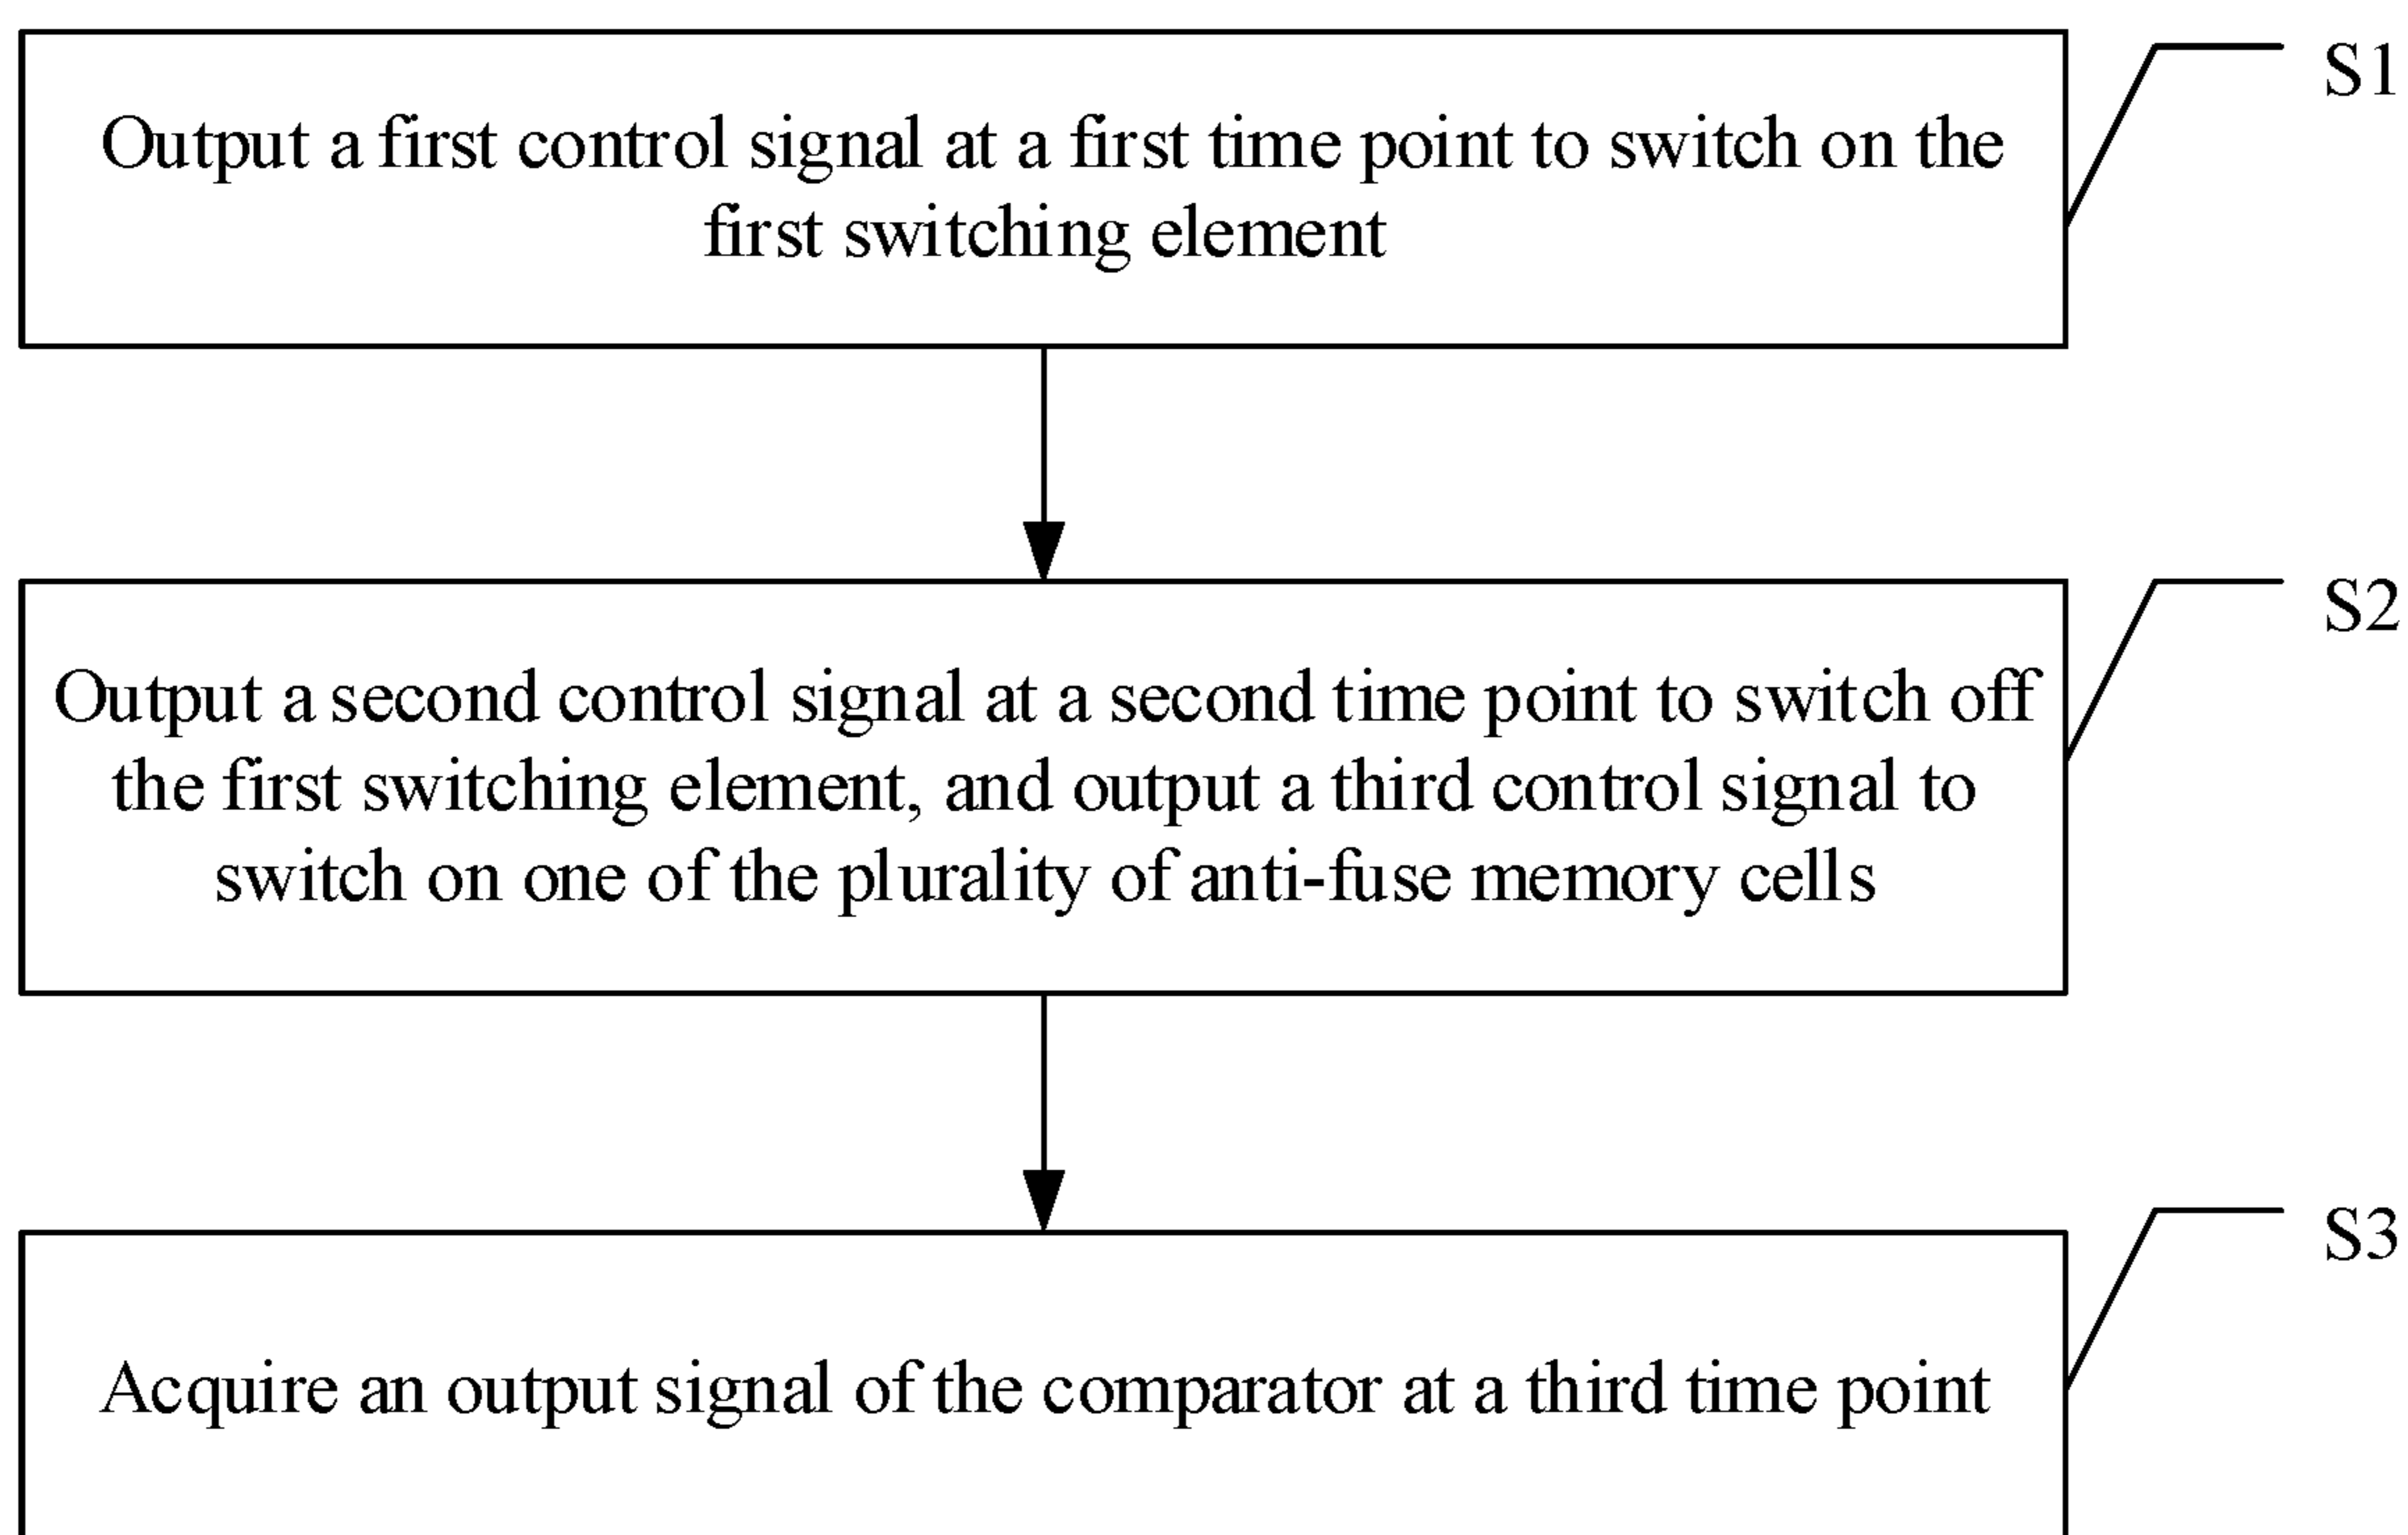 S1
Output a first control signal at a first time point to switch on the
first switching element
S2
Output a second control signal at a second time point to switch off
the first switching element, and output a third control signal to
switch on one of the plurality of anti-fuse memory cells
S3
Acquire an output signal of the comparator at a third time point